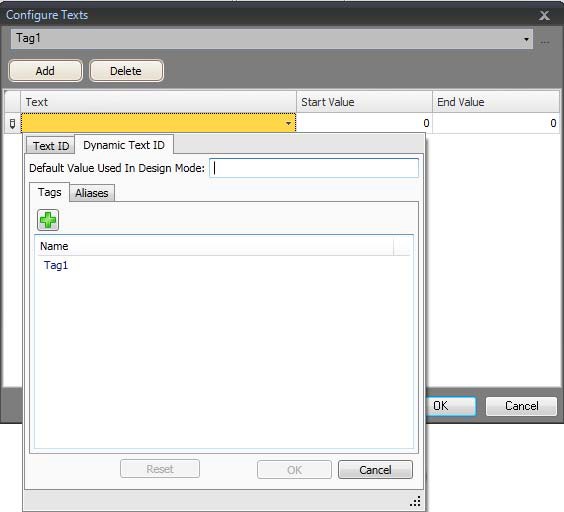 Configure Texts
Tag1
...
Add Delete
Text Start Value End Value
0 0
Text ID Dynamic Text ID
Default Value Used In Design Mode:
Tags Aliases
Name
Tag1
OK Cancel
Reset OK Cancel